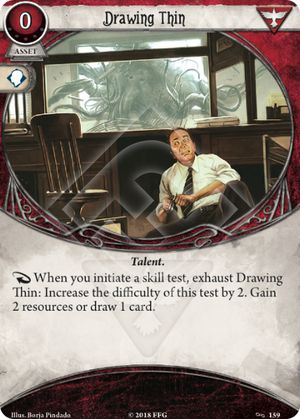 0
Drawing Thin
ASSET
Talent.
When you initiate a skill test, exhaust Drawing
Thin: Increase the difficulty of this test by 2. Gain
2 resources or draw 1 card.
Illus. Borja Pindado
© 2018 FFG
159